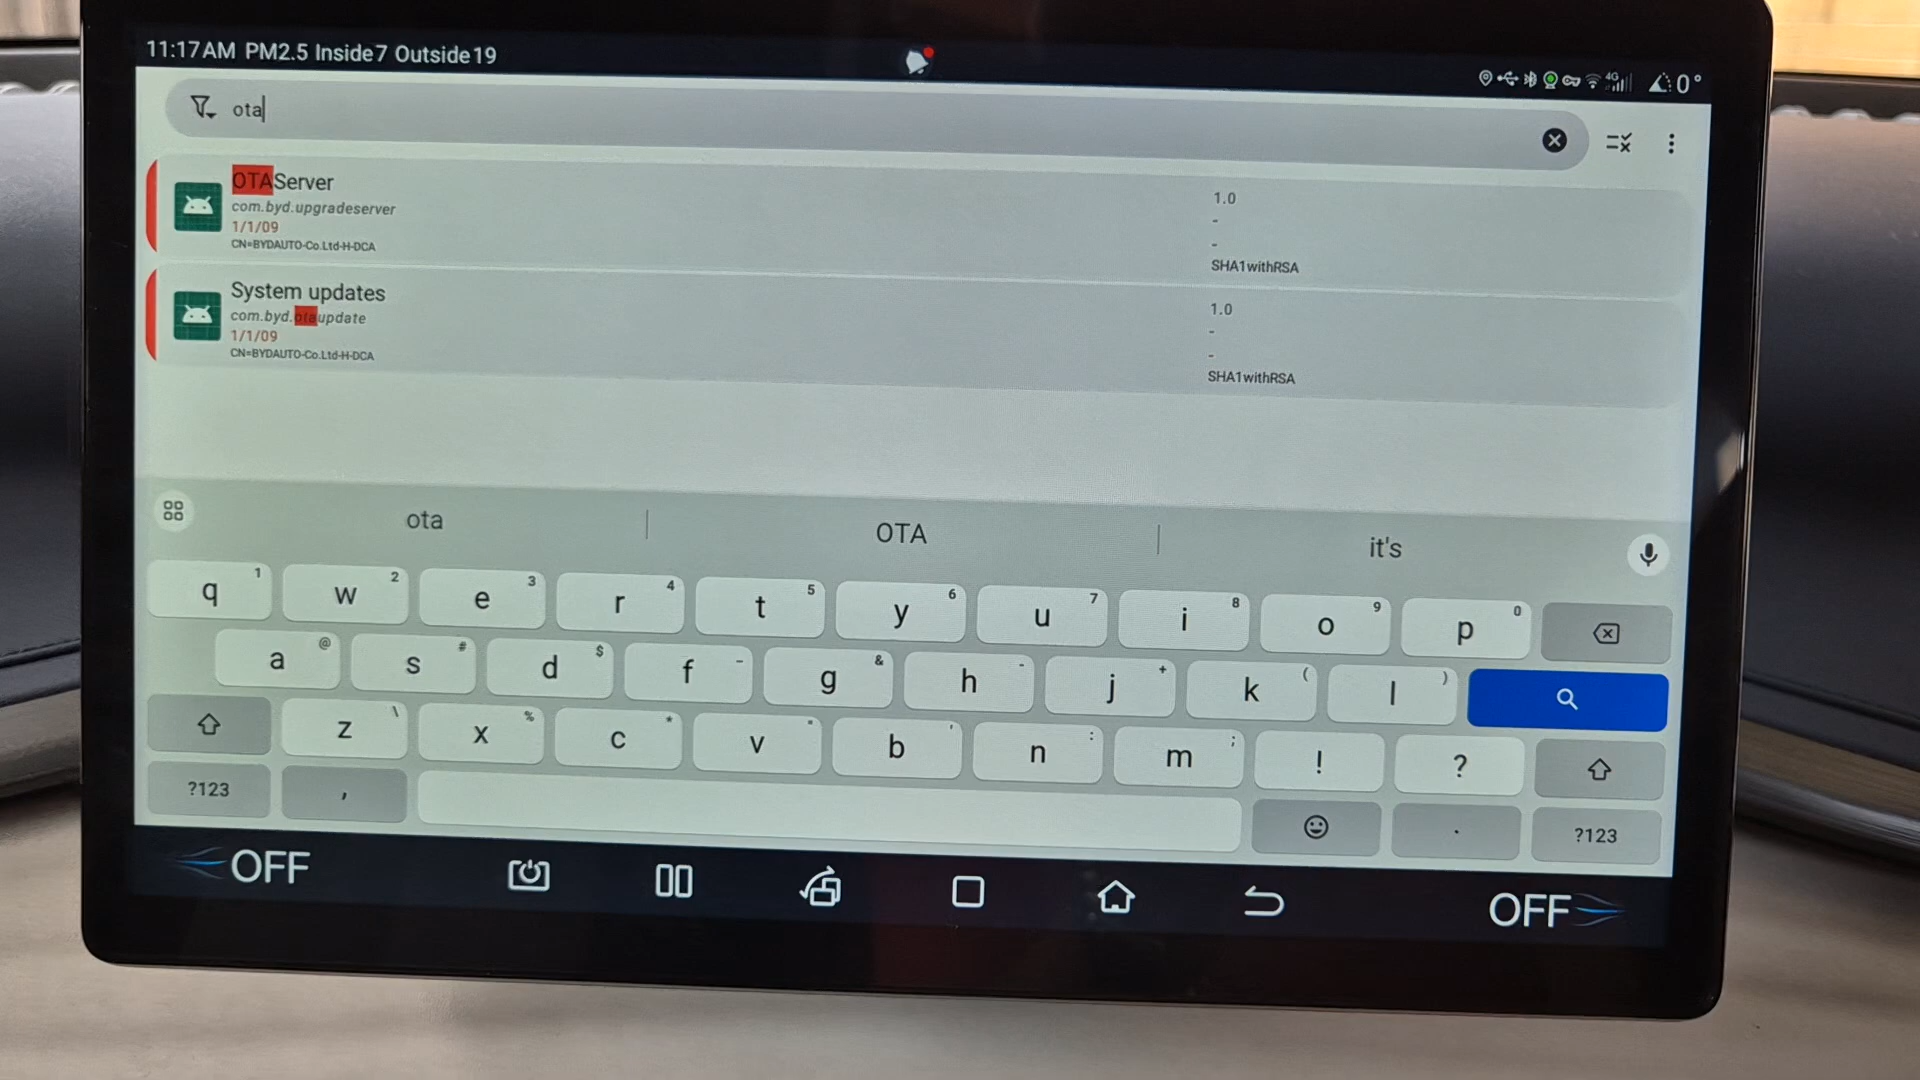 11:17AM PM2.5 Inside7 Outside19
4G
0°
ota
OTAServer
com.byd.upgradeserver
1/1/09
CN=BYDAUTO-Co.Ltd-H-DCA
1.0
-
-
SHA1withRSA
System updates
com.byd.otaupdate
1/1/09
CN=BYDAUTO-Co.Ltd-H-DCA
1.0
-
-
SHA1withRSA
ota OTA it's
q 1 w 2 e 3 r 4 t 5 y 6 u 7 i 8 o 9 p 0
a @ s # d $ f g & h - j + k ( l )
z \ x % c * v " b ' n : m ; ! ?
?123 , . ?123
OFF OFF